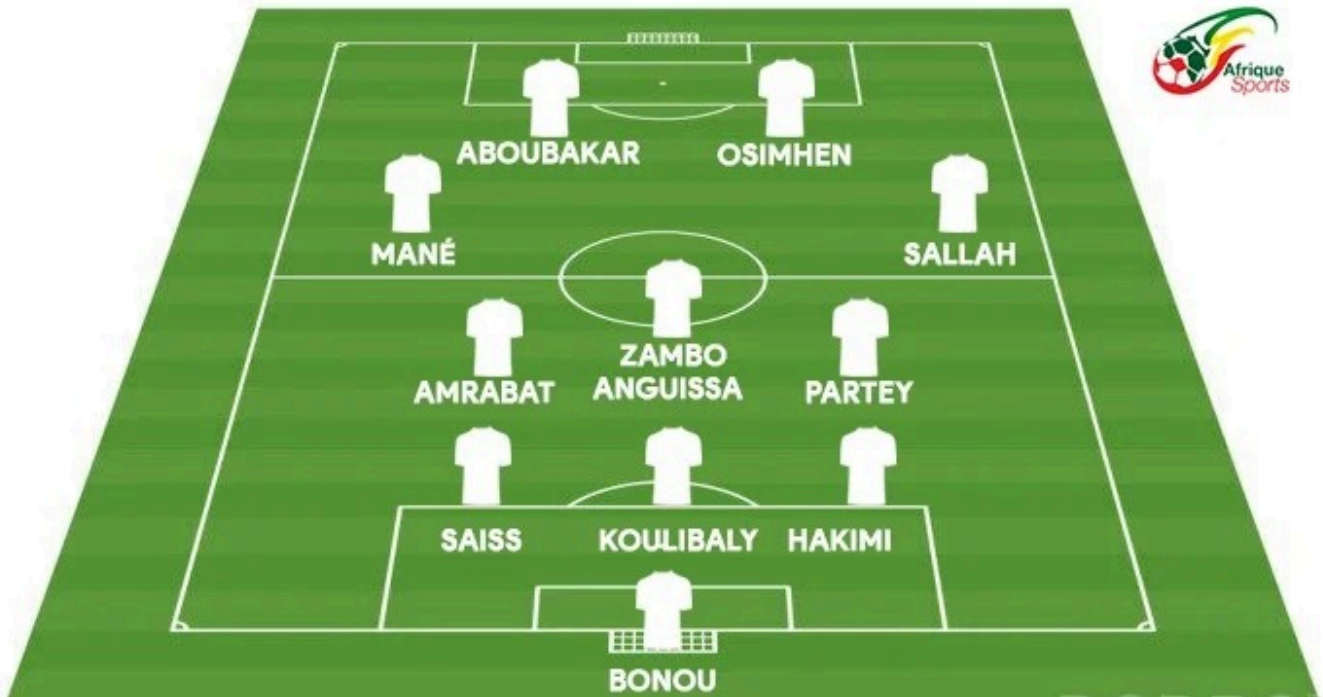 Afrique
Sports
ABOUBAKAR
OSIMHEN
MANÉ
SALLAH
ZAMBO
ANGUISSA
AMRABAT
PARTEY
SAISS
KOULIBALY
HAKIMI
BONOU